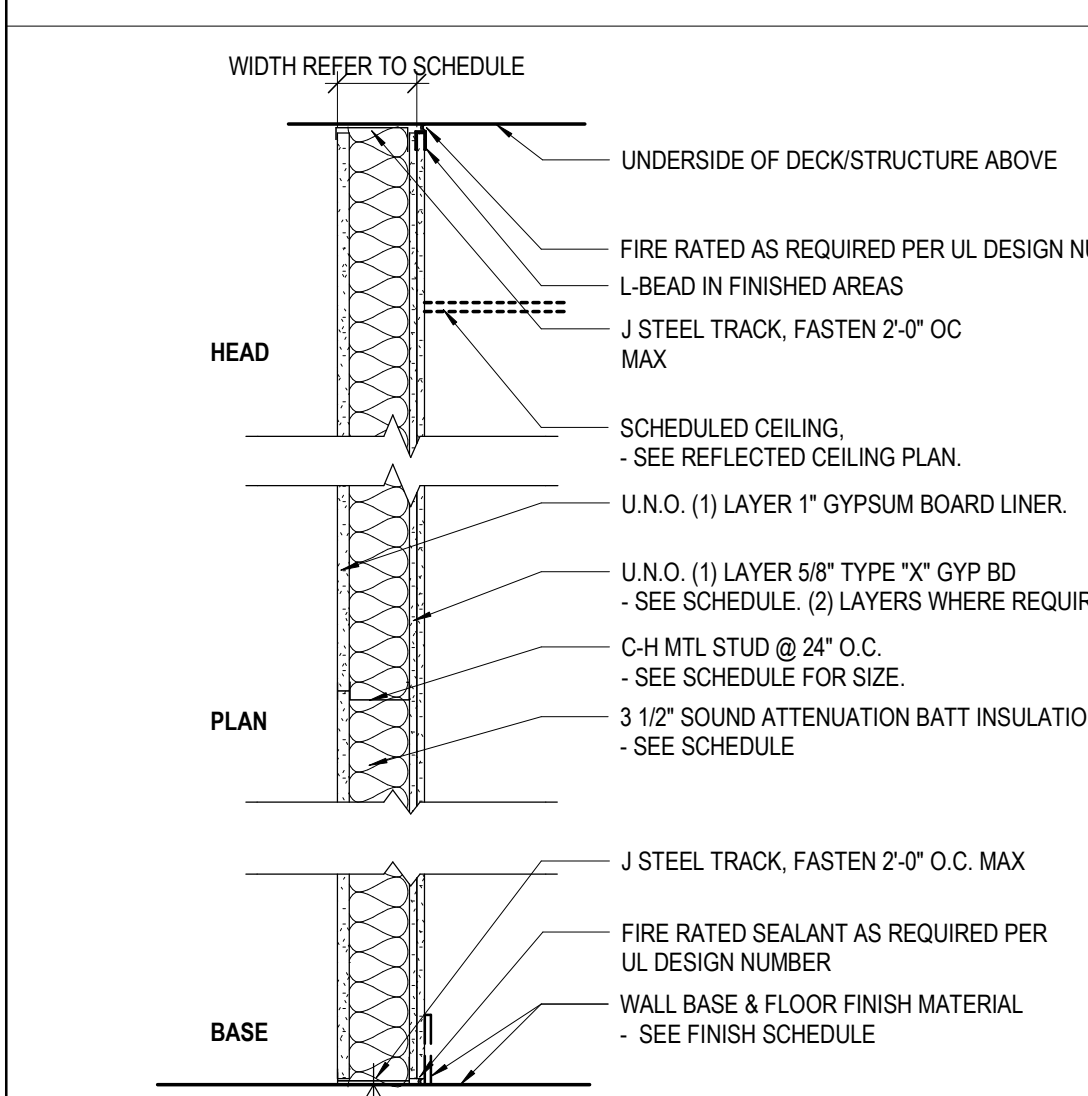 WIDTH REFER TO SCHEDULE
UNDERSIDE OF DECK/STRUCTURE ABOVE
FIRE RATED AS REQUIRED PER UL DESIGN
L-BEAD IN FINISHED AREAS
J STEEL TRACK, FASTEN 2'-0" OC
MAX
HEAD
SCHEDULED CEILING,
- SEE REFLECTED CEILING PLAN.
U.N.O. (1) LAYER 1" GYPSUM BOARD LINER.
U.N.O. (1) LAYER 5/8" TYPE "X" GYP BD
- SEE SCHEDULE. (2) LAYERS WHERE
C-H MTL STUD @ 24" O.C.
- SEE SCHEDULE FOR SIZE.
PLAN
3 1/2" SOUND ATTENUATION BATT
- SEE SCHEDULE
J STEEL TRACK, FASTEN 2'-0" O.C. MAX
FIRE RATED SEALANT AS REQUIRED PER
UL DESIGN NUMBER
WALL BASE & FLOOR FINISH MATERIAL
- SEE FINISH SCHEDULE
BASE